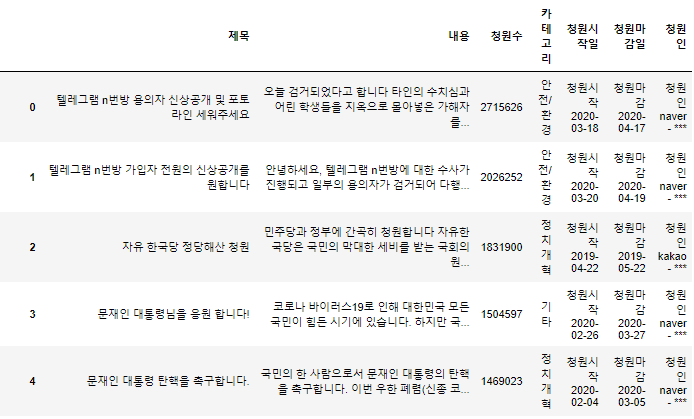 제목 내용 청원수 카테고리 청원시작일 청원마감일 청원인
0 텔레그램 n번방 용의자 신상공개 및 포토라인 세워주세요 오늘 검거되었다고 합니다 타인의 수치심과 어린 학생들을 지옥으로 몰아넣은 가해자를... 2715626 안전/환경 청원시작 2020-03-18 청원마감 2020-04-17 청원인 naver - ***
1 텔레그램 n번방 가입자 전원의 신상공개를 원합니다 안녕하세요, 텔레그램 n번방에 대한 수사가 진행되고 일부의 용의자가 검거되어 다행... 2026252 안전/환경 청원시작 2020-03-20 청원마감 2020-04-19 청원인 naver - ***
2 자유 한국당 정당해산 청원 민주당과 정부에 간곡히 청원합니다 자유한국당은 국민의 막대한 세비를 받는 국회의원... 1831900 정치개혁 청원시작 2019-04-22 청원마감 2019-05-22 청원인 kakao - ***
3 문재인 대통령님을 응원 합니다! 코로나 바이러스19로 인해 대한민국 모든 국민이 힘든 시기에 있습니다. 하지만 국... 1504597 기타 청원시작 2020-02-26 청원마감 2020-03-27 청원인 naver - ***
4 문재인 대통령 탄핵을 촉구합니다. 국민의 한 사람으로서 문재인 대통령의 탄핵을 촉구합니다. 이번 우한 폐렴(신종 코... 1469023 정치개혁 청원시작 2020-02-04 청원마감 2020-03-05 청원인 naver - ***